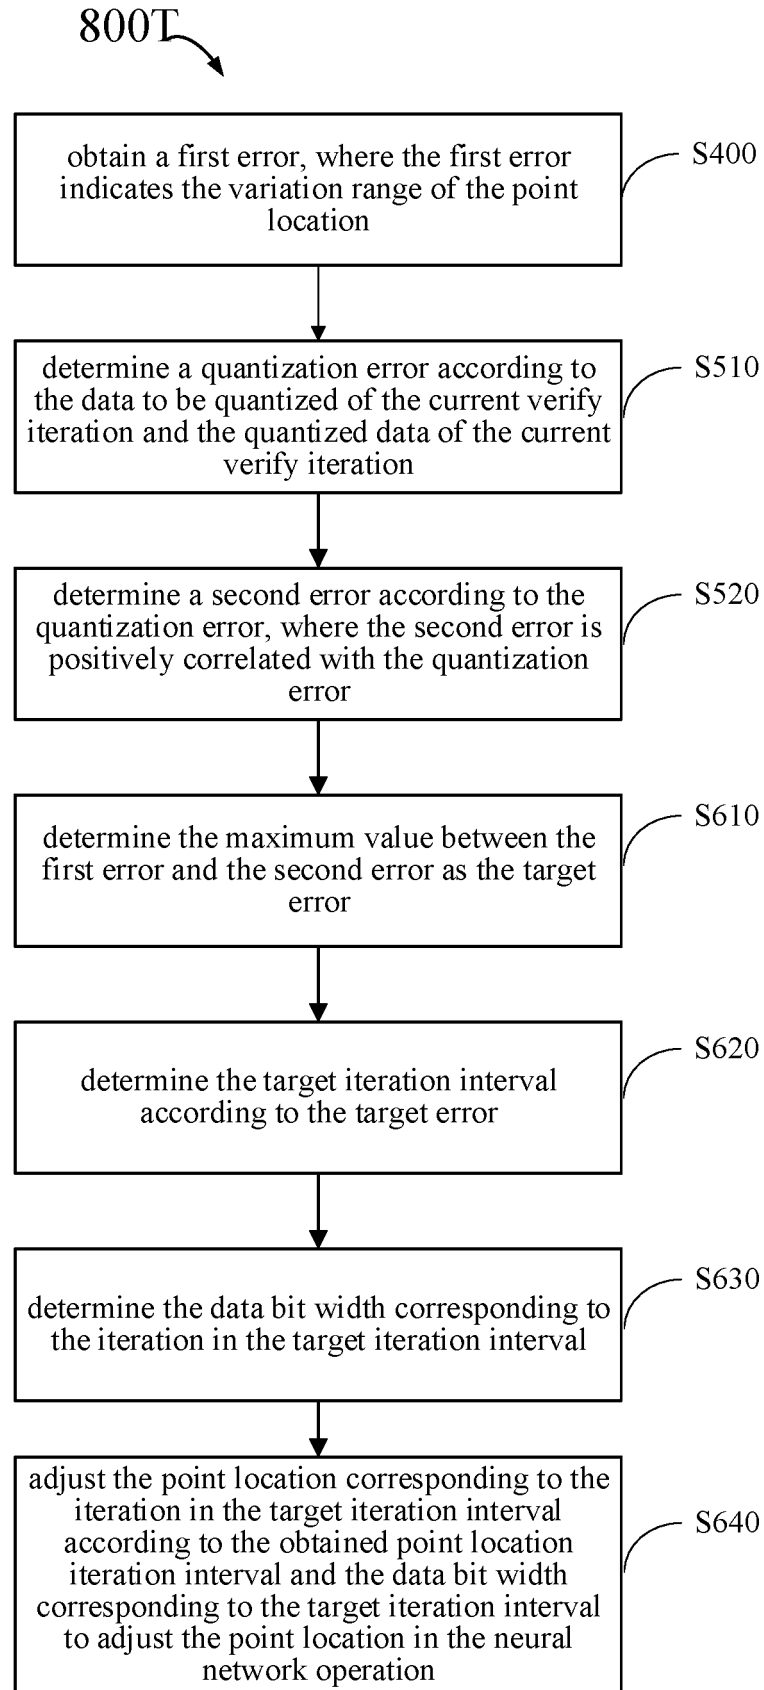 800T
obtain a first error, where the first error
indicates the variation range of the point
location
S400
determine a quantization error according to
the data to be quantized of the current verify
iteration and the quantized data of the current
verify iteration
S510
determine a second error according to the
quantization error, where the second error is
positively correlated with the quantization
error
S520
determine the maximum value between the
first error and the second error as the target
error
S610
determine the target iteration interval
according to the target error
S620
determine the data bit width corresponding to
the iteration in the target iteration interval
S630
adjust the point location corresponding to the
iteration in the target iteration interval
according to the obtained point location
iteration interval and the data bit width
corresponding to the target iteration interval
to adjust the point location in the neural
network operation
S640